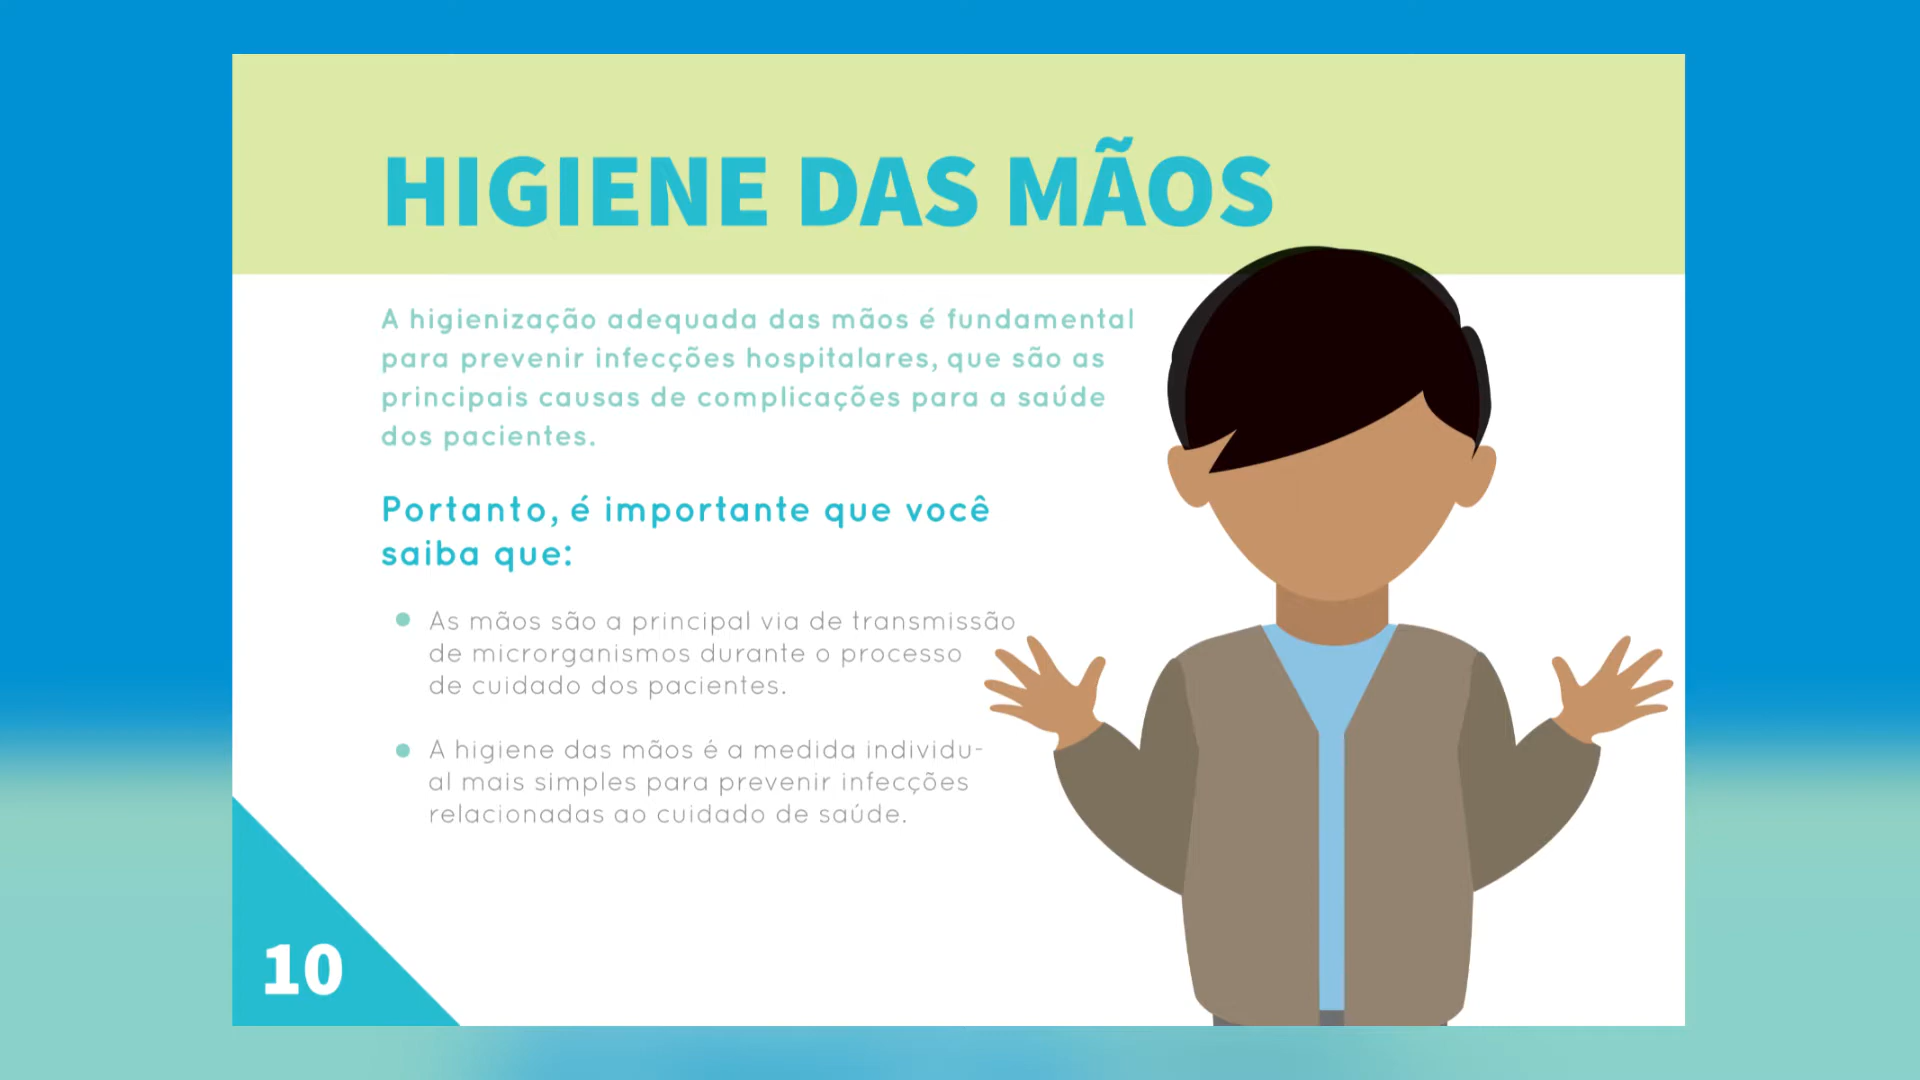 HIGIENE DAS MÃOS
A higienização adequada das mãos é fundamental
para prevenir infecções hospitalares, que são as
principais causas de complicações para a saúde
dos pacientes.
Portanto, é importante que você
saiba que:
As mãos são a principal via de transmissão
de microrganismos durante o processo
de cuidado dos pacientes.
A higiene das mãos é a medida individu-
al mais simples para prevenir infecções
relacionadas ao cuidado de saúde.
10